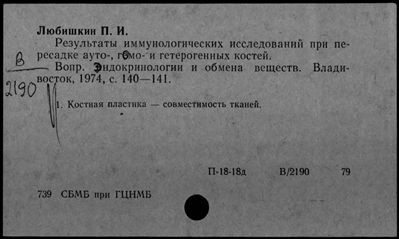 Любишкин П. И.
Результаты иммунологических исследований при пе-
ресадке ауто-, гомо- и гетерогенных костей.
В
Вопр. Эндокринологии и обмена веществ. Влади-
восток, 1974, с. 140—141.
2190
1. Костная пластика — совместимость тканей.
П-18-18д В/2190 79
739 СБМБ при ГЦНМБ